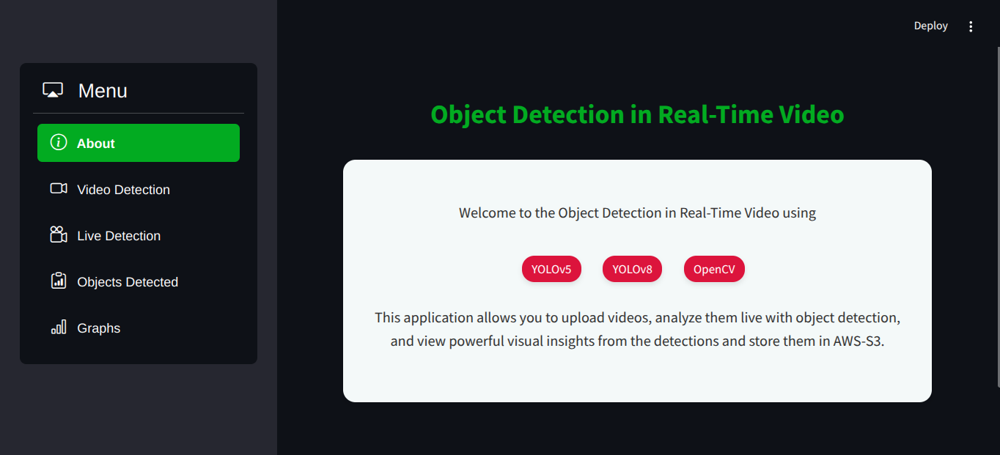 Deploy
Menu
About
Video Detection
Live Detection
Objects Detected
Graphs
Object Detection in Real-Time Video
Welcome to the Object Detection in Real-Time Video using
YOLOv5 YOLOv8 OpenCV
This application allows you to upload videos, analyze them live with object detection,
and view powerful visual insights from the detections and store them in AWS-S3.